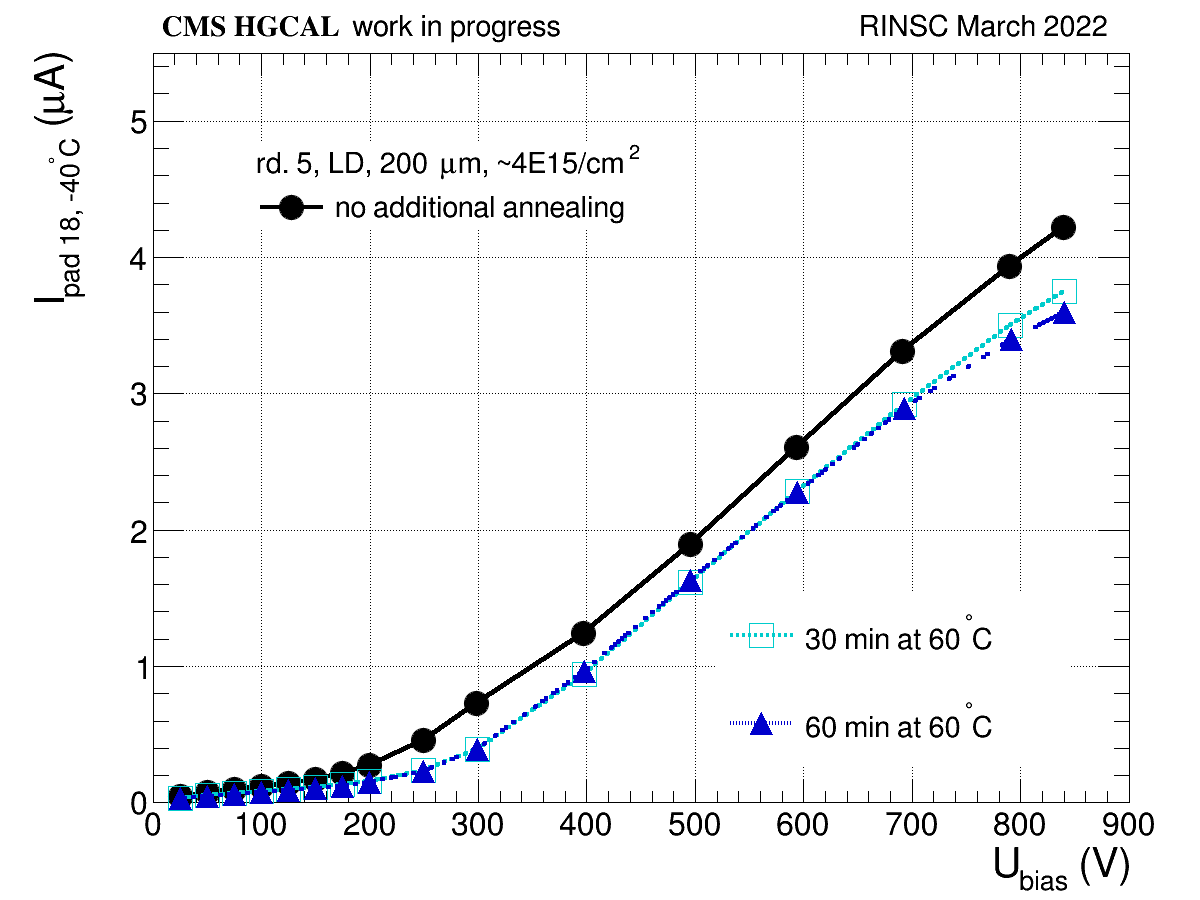 CMS HGCAL work in progress RINSC March 2022
I pad 18, -40°C (μA)
5
rd. 5, LD, 200 μm, ~4E15/cm²
no additional annealing
4
3
2
30 min at 60°C
1
60 min at 60°C
0
0 100 200 300 400 500 600 700 800 900
U bias (V)